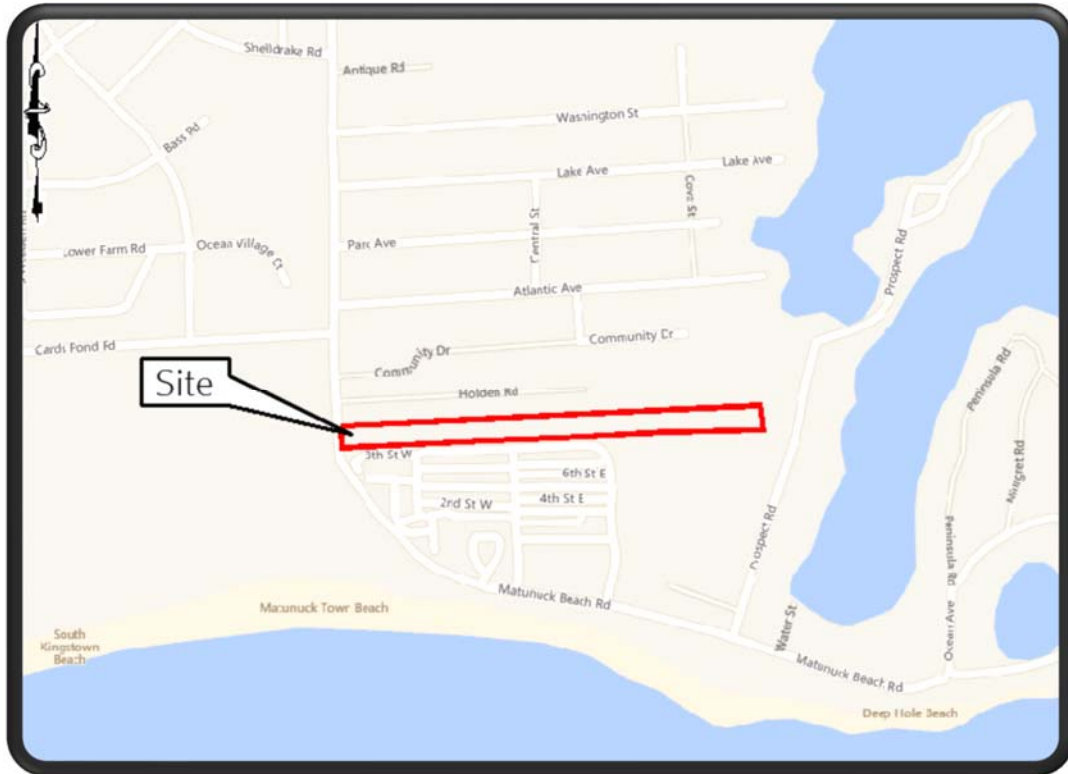 Shelldrake Rd
Antique Rd
Washington St
Bass Rd
Lake Ave
Lake Ave
Cove St
Central St
Lower Farm Rd
Ocean Village Ct
Parc Ave
Prospect Rd
Atlantic Ave
Cards Pond Rd
Community Dr
Community Dr
Peninsula Rd
Site
Holden Rd
5th St W
6th St E
2nd St W
4th St E
Prospect Rd
Peninsula Rd
Matunuck Beach Rd
Matunuck Town Beach
South
Kingstown
Beach
Water St
Ocean Ave
Matunuck Beach Rd
Deep Hole Beach